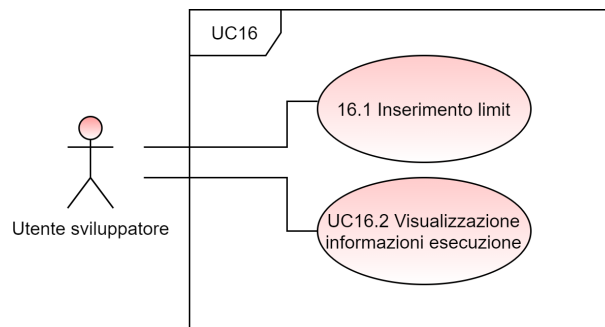 UC16
16.1 Inserimento limit
UC16.2 Visualizzazione
informazioni esecuzione
Utente sviluppatore